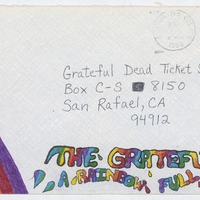 Grateful Dead Ticket S
Box C-S 8150
San Rafael, CA
94912
THE GRATEFU
A RAINBOW FULL